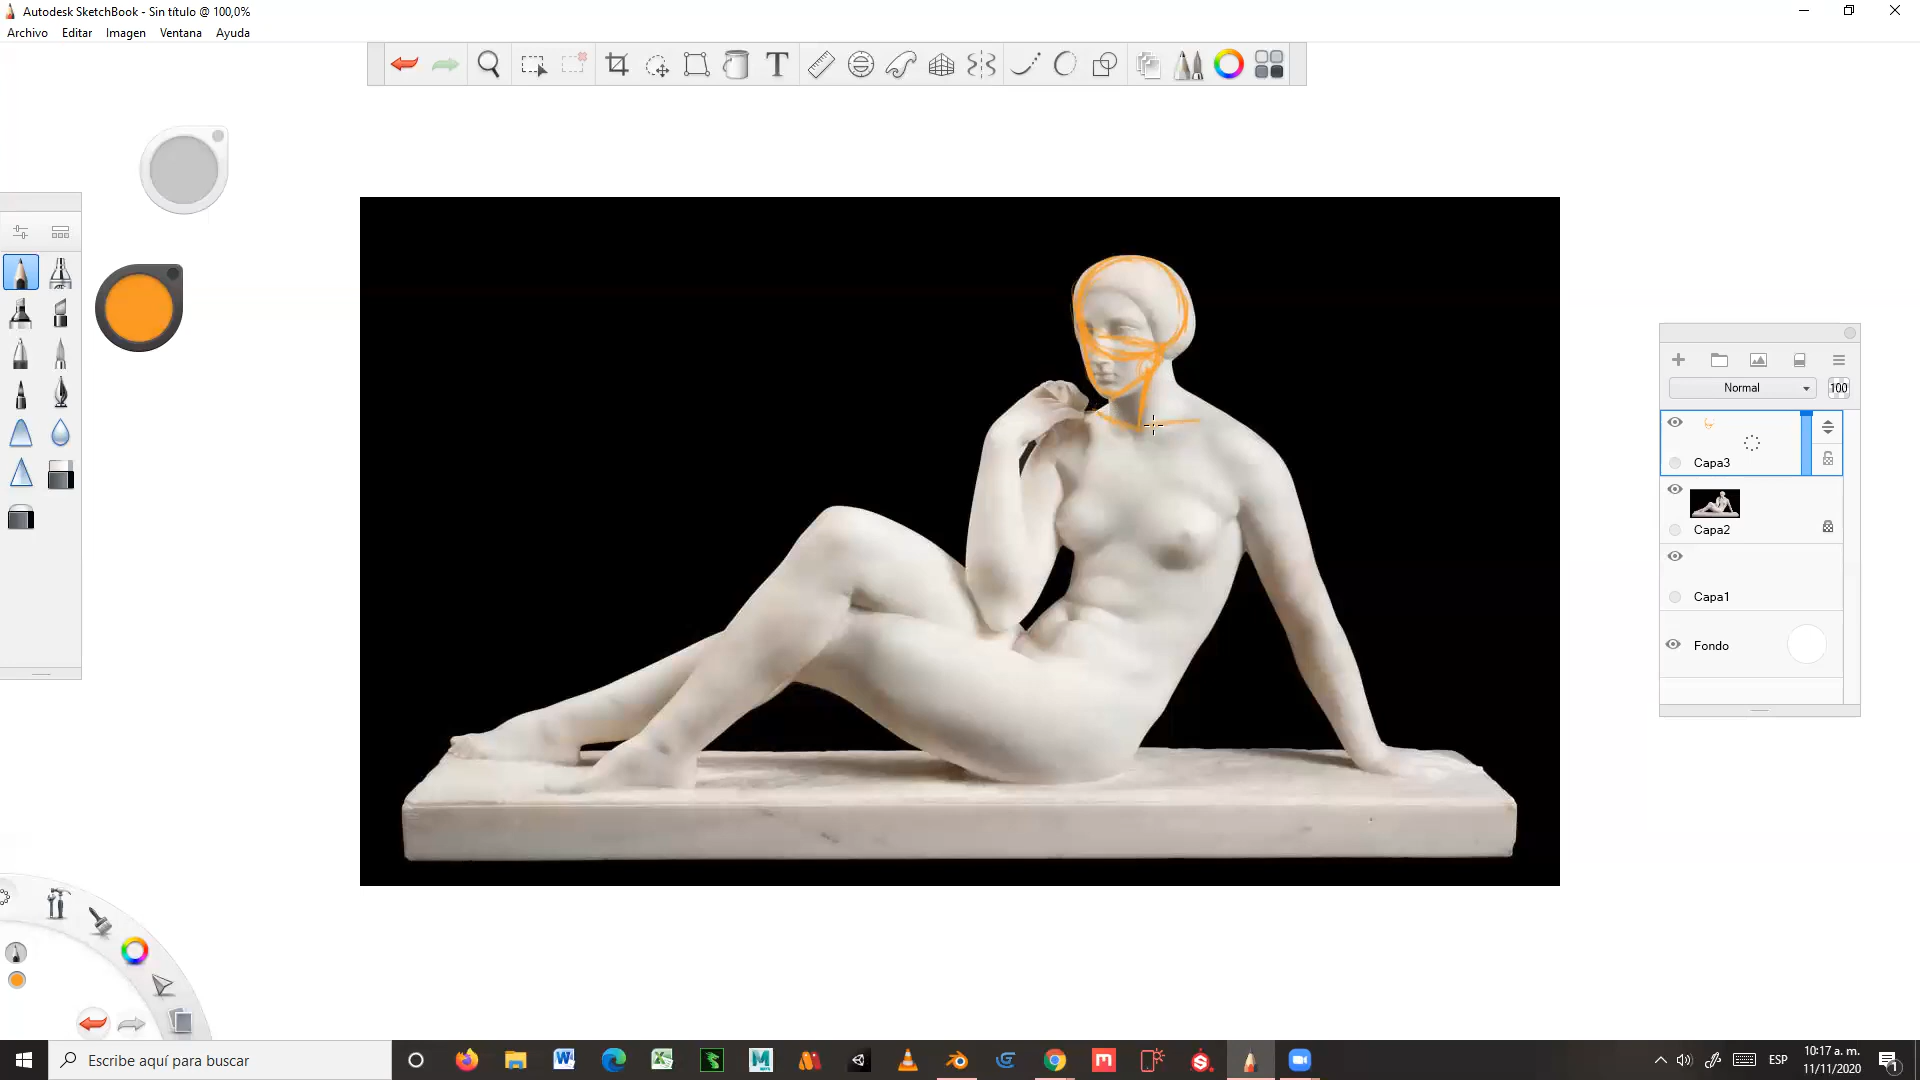 Autodesk SketchBook - Sin título @ 100,0%
Archivo Editar Imagen Ventana Ayuda
T
Normal 100
Capa3
Capa2
Capa1
Fondo
Escribe aquí para buscar
ESP
10:17 a. m.
11/11/2020
1